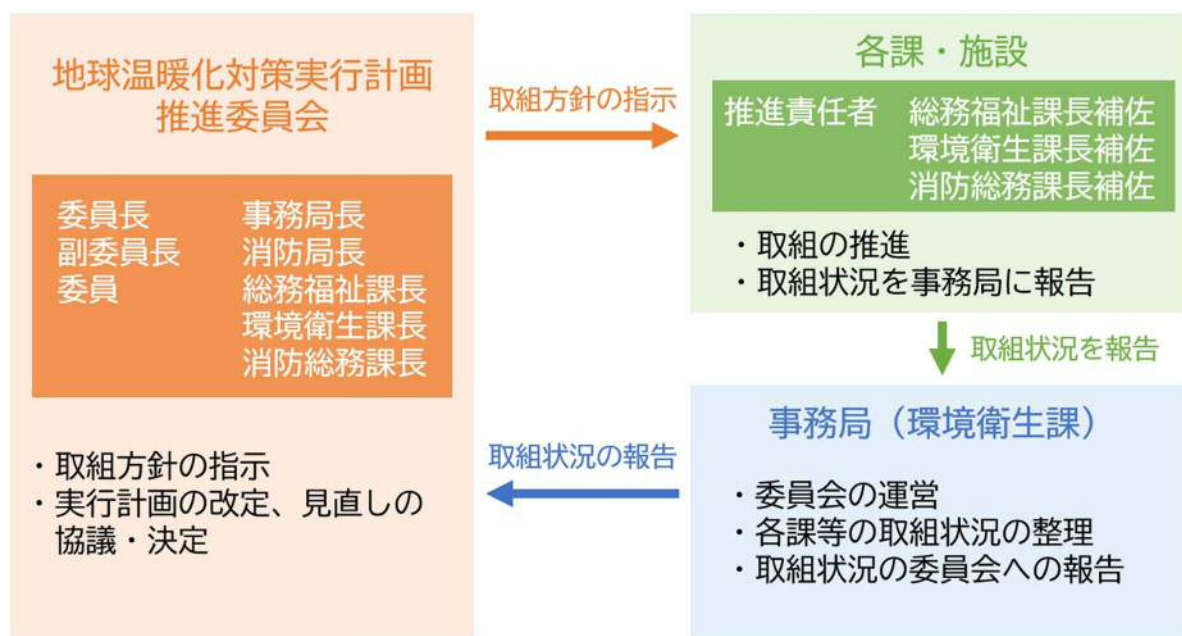 地球温暖化対策実行計画
推進委員会
委員長 事務局長
副委員長 消防局長
委員 総務福祉課長
環境衛生課長
消防総務課長
・取組方針の指示
・実行計画の改定、見直しの
協議・決定
取組方針の指示
各課・施設
推進責任者 総務福祉課長補佐
環境衛生課長補佐
消防総務課長補佐
・取組の推進
・取組状況を事務局に報告
取組状況を報告
事務局（環境衛生課）
・委員会の運営
・各課等の取組状況の整理
・取組状況の委員会への報告
取組状況の報告